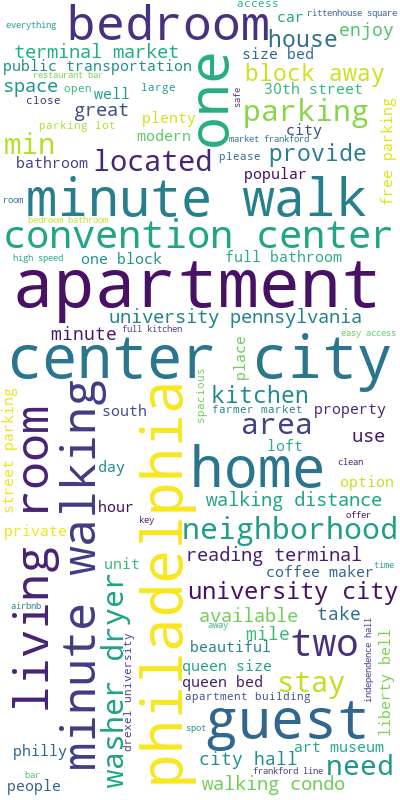 access
rittenhouse square
everything
bedroom
car
one
house
enjoy
terminal market
public transportation
size bed
block away
restaurant bar
space
open
well
large
30th street
close
great
plenty
safe
parking
free parking
parking lot
modern
market frankford
city
min
bathroom
located
please
provide
popular
room
minute walk
bedroom bathroom
convention center
high speed
one block
full bathroom
apartment
university pennsylvania
minute
full kitchen
easy access
place
center city
street parking
living room
minute walking
philadelphia
spacious
kitchen
south
farmer market
property
area
use
loft
day
home
clean
option
hour
walking distance
private
key
offer
neighborhood
reading terminal
unit
coffee maker
time
washer dryer
drexel university
airbnb
university city
available
take
away
mile
two
independence hall
liberty bell
beautiful
queen size
queen bed
stay
apartment building
guest
spot
philly
art museum
bar
city hall
need
people
frankford line
walking condo